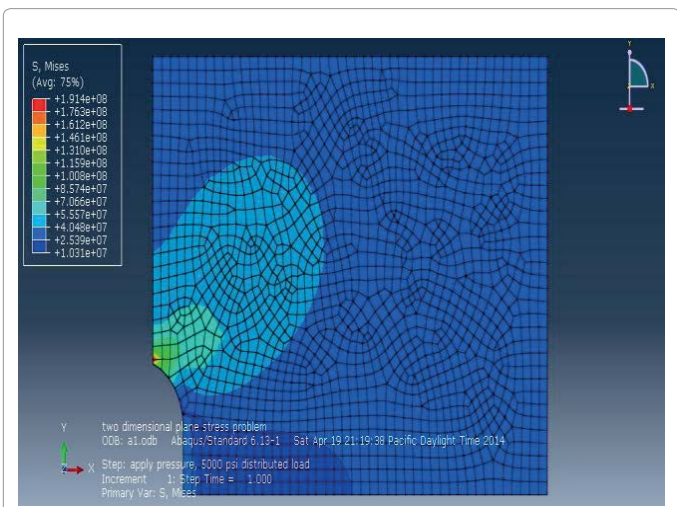 S, Mises
(Avg: 75%)
+1.914e+08
+1.763e+08
+1.612e+08
+1.461e+08
+1.310e+08
+1.159e+08
+1.008e+08
+8.574e+07
+7.066e+07
+5.557e+07
+4.048e+07
+2.539e+07
+1.031e+07
Y
X
Y
Z X
two dimensional plane stress problem
ODB: a1.odb Abaqus/Standard 6.13-1 Sat Apr 19 21:19:38 Pacific Daylight Time 2014
Step: apply pressure, 5000 psi distributed load
Increment 1: Step Time = 1.000
Primary Var: S, Mises